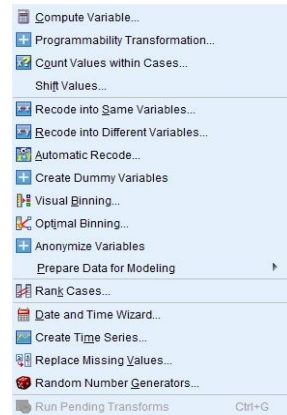 Compute Variable...
Programmability Transformation...
Count Values within Cases...
Shift Values...
Recode into Same Variables...
Recode into Different Variables...
Automatic Recode...
Create Dummy Variables
Visual Binning...
Optimal Binning...
Anonymize Variables
Prepare Data for Modeling
Rank Cases...
Date and Time Wizard...
Create Time Series...
Replace Missing Values...
Random Number Generators...
Run Pending Transforms Ctrl+G